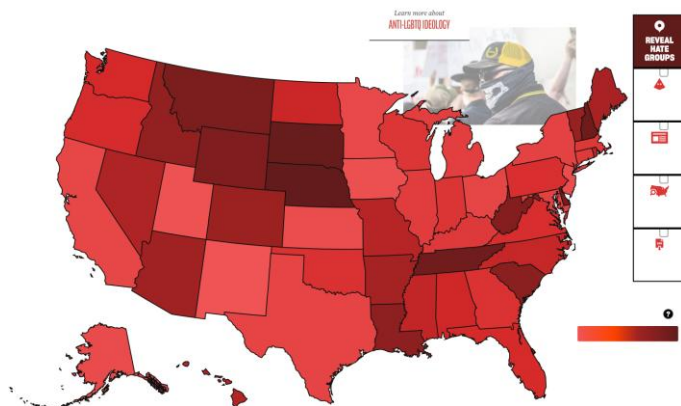 Learn more about
ANTI-LGBTQ IDEOLOGY
REVEAL
HATE
GROUPS
?